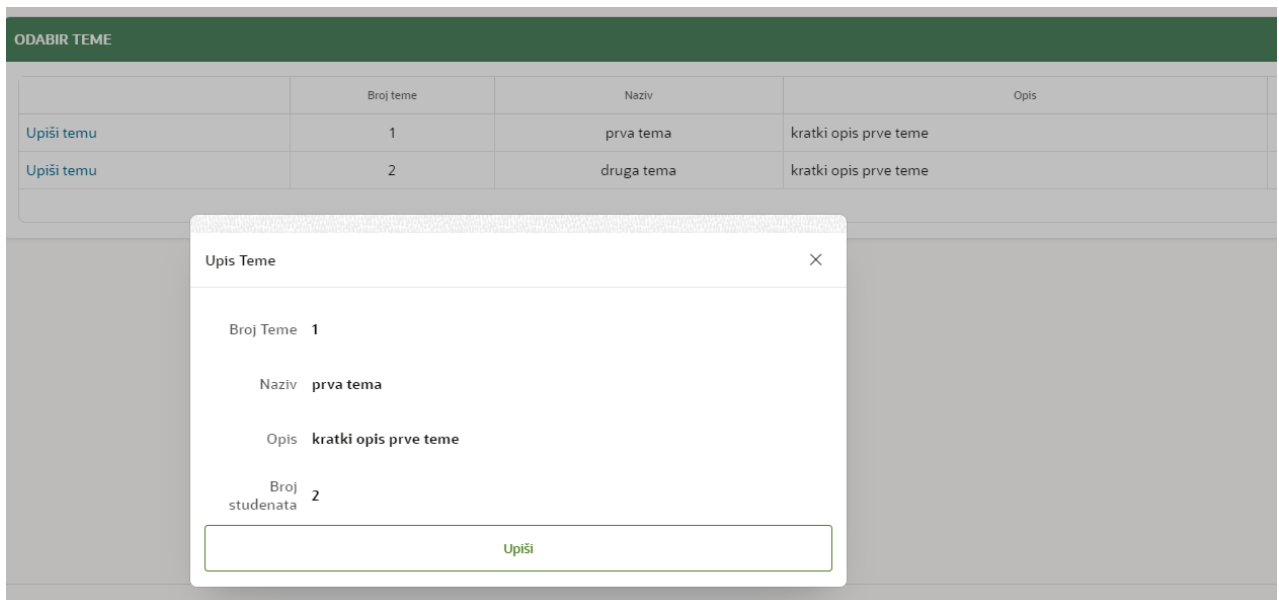 ODABIR TEME
Broj teme Naziv Opis
Upiši temu 1 prva tema kratki opis prve teme
Upiši temu 2 druga tema kratki opis prve teme
Upis Teme
Broj Teme 1
Naziv prva tema
Opis kratki opis prve teme
Broj
studenata 2
Upiši